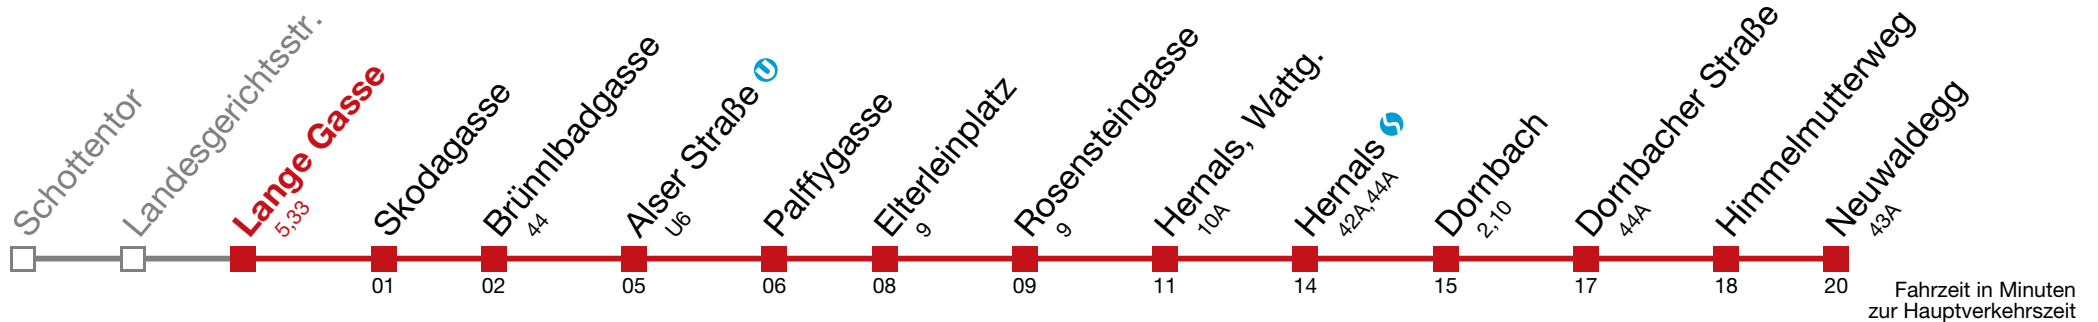 Schottentor
Landesgerichtsstr.
Lange Gasse
5,33
Skodagasse
Brünnlbadgasse
44
Alser Straße U
U6
Palffygasse
Elterleinplatz
9
Rosensteingasse
9
Hernals, Wattg.
10A
Hernals S
42A,44A
Dornbach
2,10
Dornbacher Straße
44A
Himmelmutterweg
Neuwaldegg
43A
01 02 05 06 08 09 11 14 15 17 18 20
Fahrzeit in Minuten
zur Hauptverkehrszeit